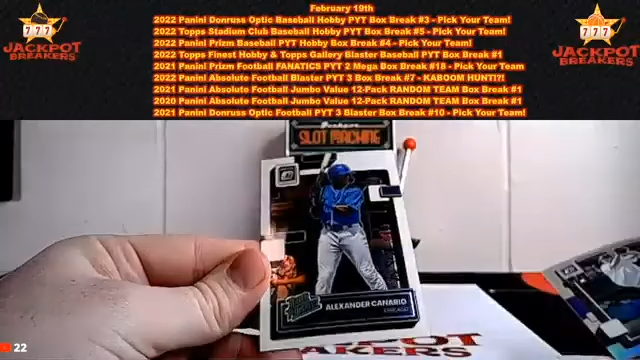 February 19th
2022 Panini Donruss Optic Baseball Hobby PYT Box Break #3 - Pick Your Team!
2022 Topps Stadium Club Baseball Hobby PYT Box Break #5 - Pick Your Team!
2022 Panini Prizm Baseball PYT Hobby Box Break #4 - Pick Your Team!
2022 Topps Finest Hobby & Topps Gallery Blaster Baseball PYT Box Break #1
2021 Panini Prizm Football FANATICS PYT 2 Mega Box Break #18 - Pick Your Team
2022 Panini Absolute Football Blaster PYT 3 Box Break #7 - KABOOM HUNT!?!
2021 Panini Absolute Football Jumbo Value 12-Pack RANDOM TEAM Box Break #1
2020 Panini Absolute Football Jumbo Value 12-Pack RANDOM TEAM Box Break #1
2021 Panini Donruss Optic Football PYT 3 Blaster Box Break #10 - Pick Your Team!
777
JACKPOT
BREAKERS
777
JACKPOT
BREAKERS
SLOT MACHINE
ALEXANDER CANARIO
CHICAGO
JACKPOT
BREAKERS
22